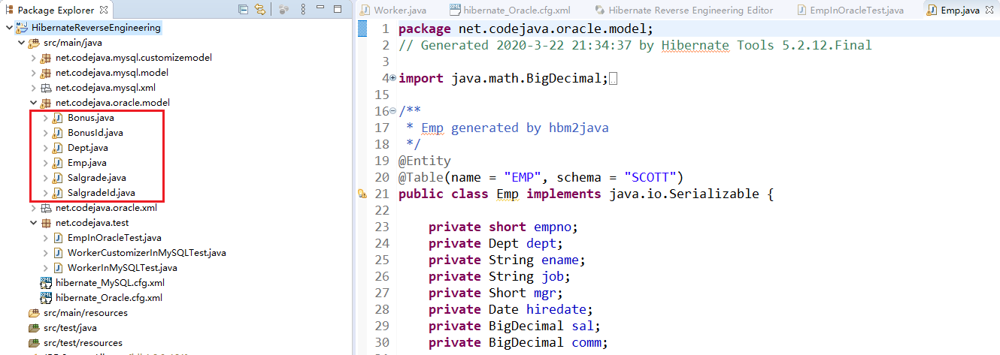 Package Explorer
HibernateReverseEngineering
src/main/java
net.codejava.mysql.customizemodel
net.codejava.mysql.model
net.codejava.mysql.xml
net.codejava.oracle.model
Bonus.java
BonusId.java
Dept.java
Emp.java
Salgrade.java
SalgradeId.java
net.codejava.oracle.xml
net.codejava.test
EmpInOracleTest.java
WorkerCustomizerInMySQLTest.java
WorkerInMySQLTest.java
hibernate_MySQL.cfg.xml
hibernate_Oracle.cfg.xml
src/main/resources
src/test/java
src/test/resources
Worker.java hibernate_Oracle.cfg.xml Hibernate Reverse Engineering Editor EmpInOracleTest.java Emp.java
1 package net.codejava.oracle.model;
2 // Generated 2020-3-22 21:34:37 by Hibernate Tools 5.2.12.Final
3
4 import java.math.BigDecimal;
15
16 /**
17 * Emp generated by hbm2java
18 */
19 @Entity
20 @Table(name = "EMP", schema = "SCOTT")
21 public class Emp implements java.io.Serializable {
22
23 private short empno;
24 private Dept dept;
25 private String ename;
26 private String job;
27 private Short mgr;
28 private Date hiredate;
29 private BigDecimal sal;
30 private BigDecimal comm;